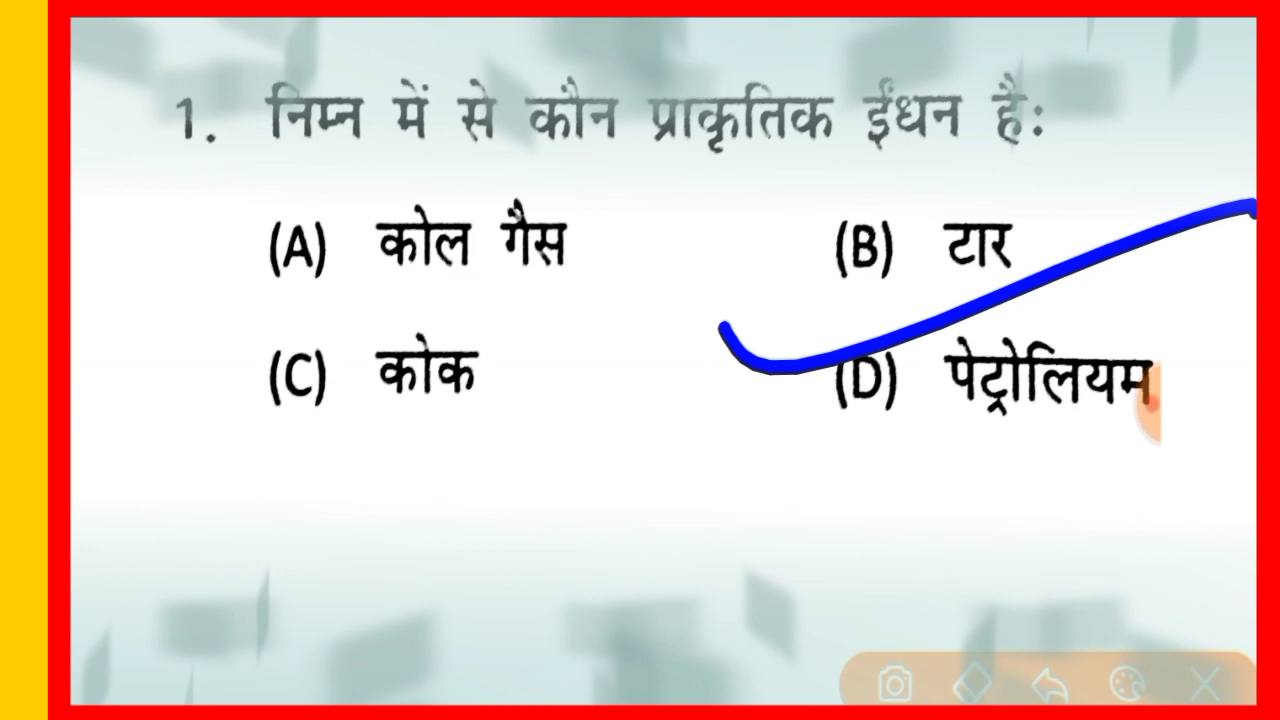 1. निम्न में से कौन प्राकृतिक ईंधन है:
(A) कोल गैस (B) टार
(C) कोक (D) पेट्रोलियम